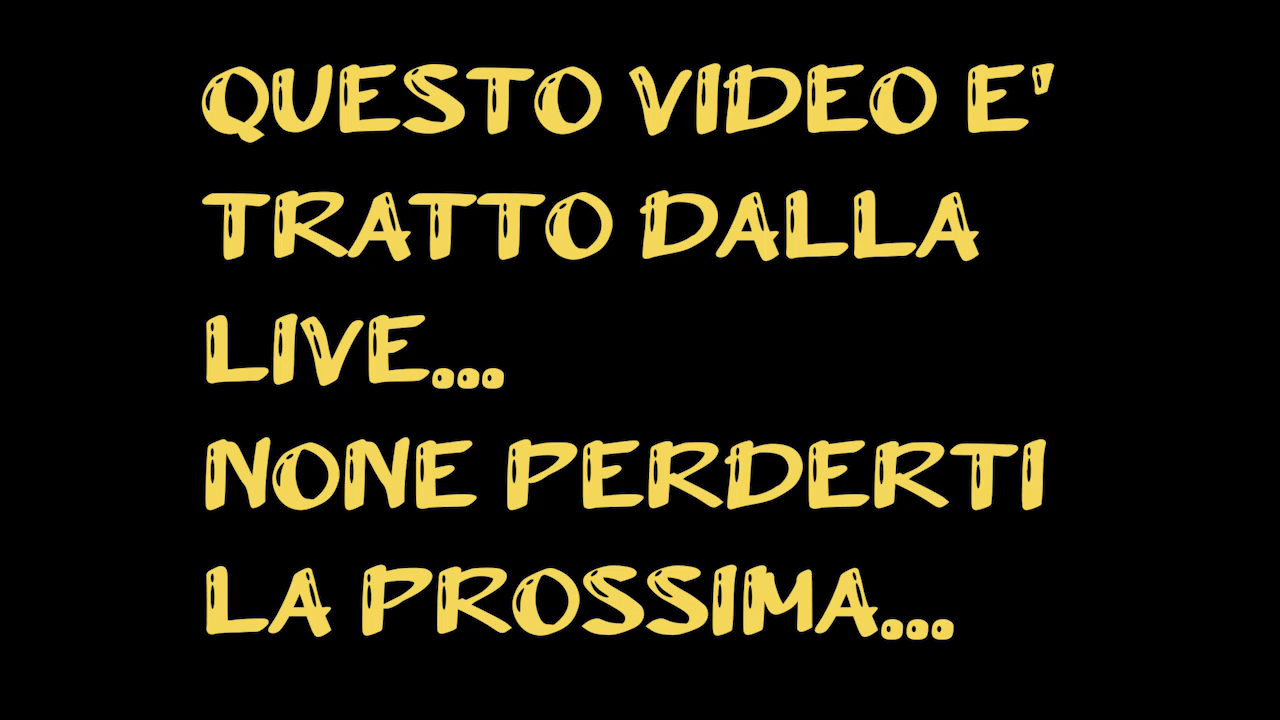 QUESTO VIDEO E'
TRATTO DALLA
LIVE...
NONE PERDERTI
LA PROSSIMA...